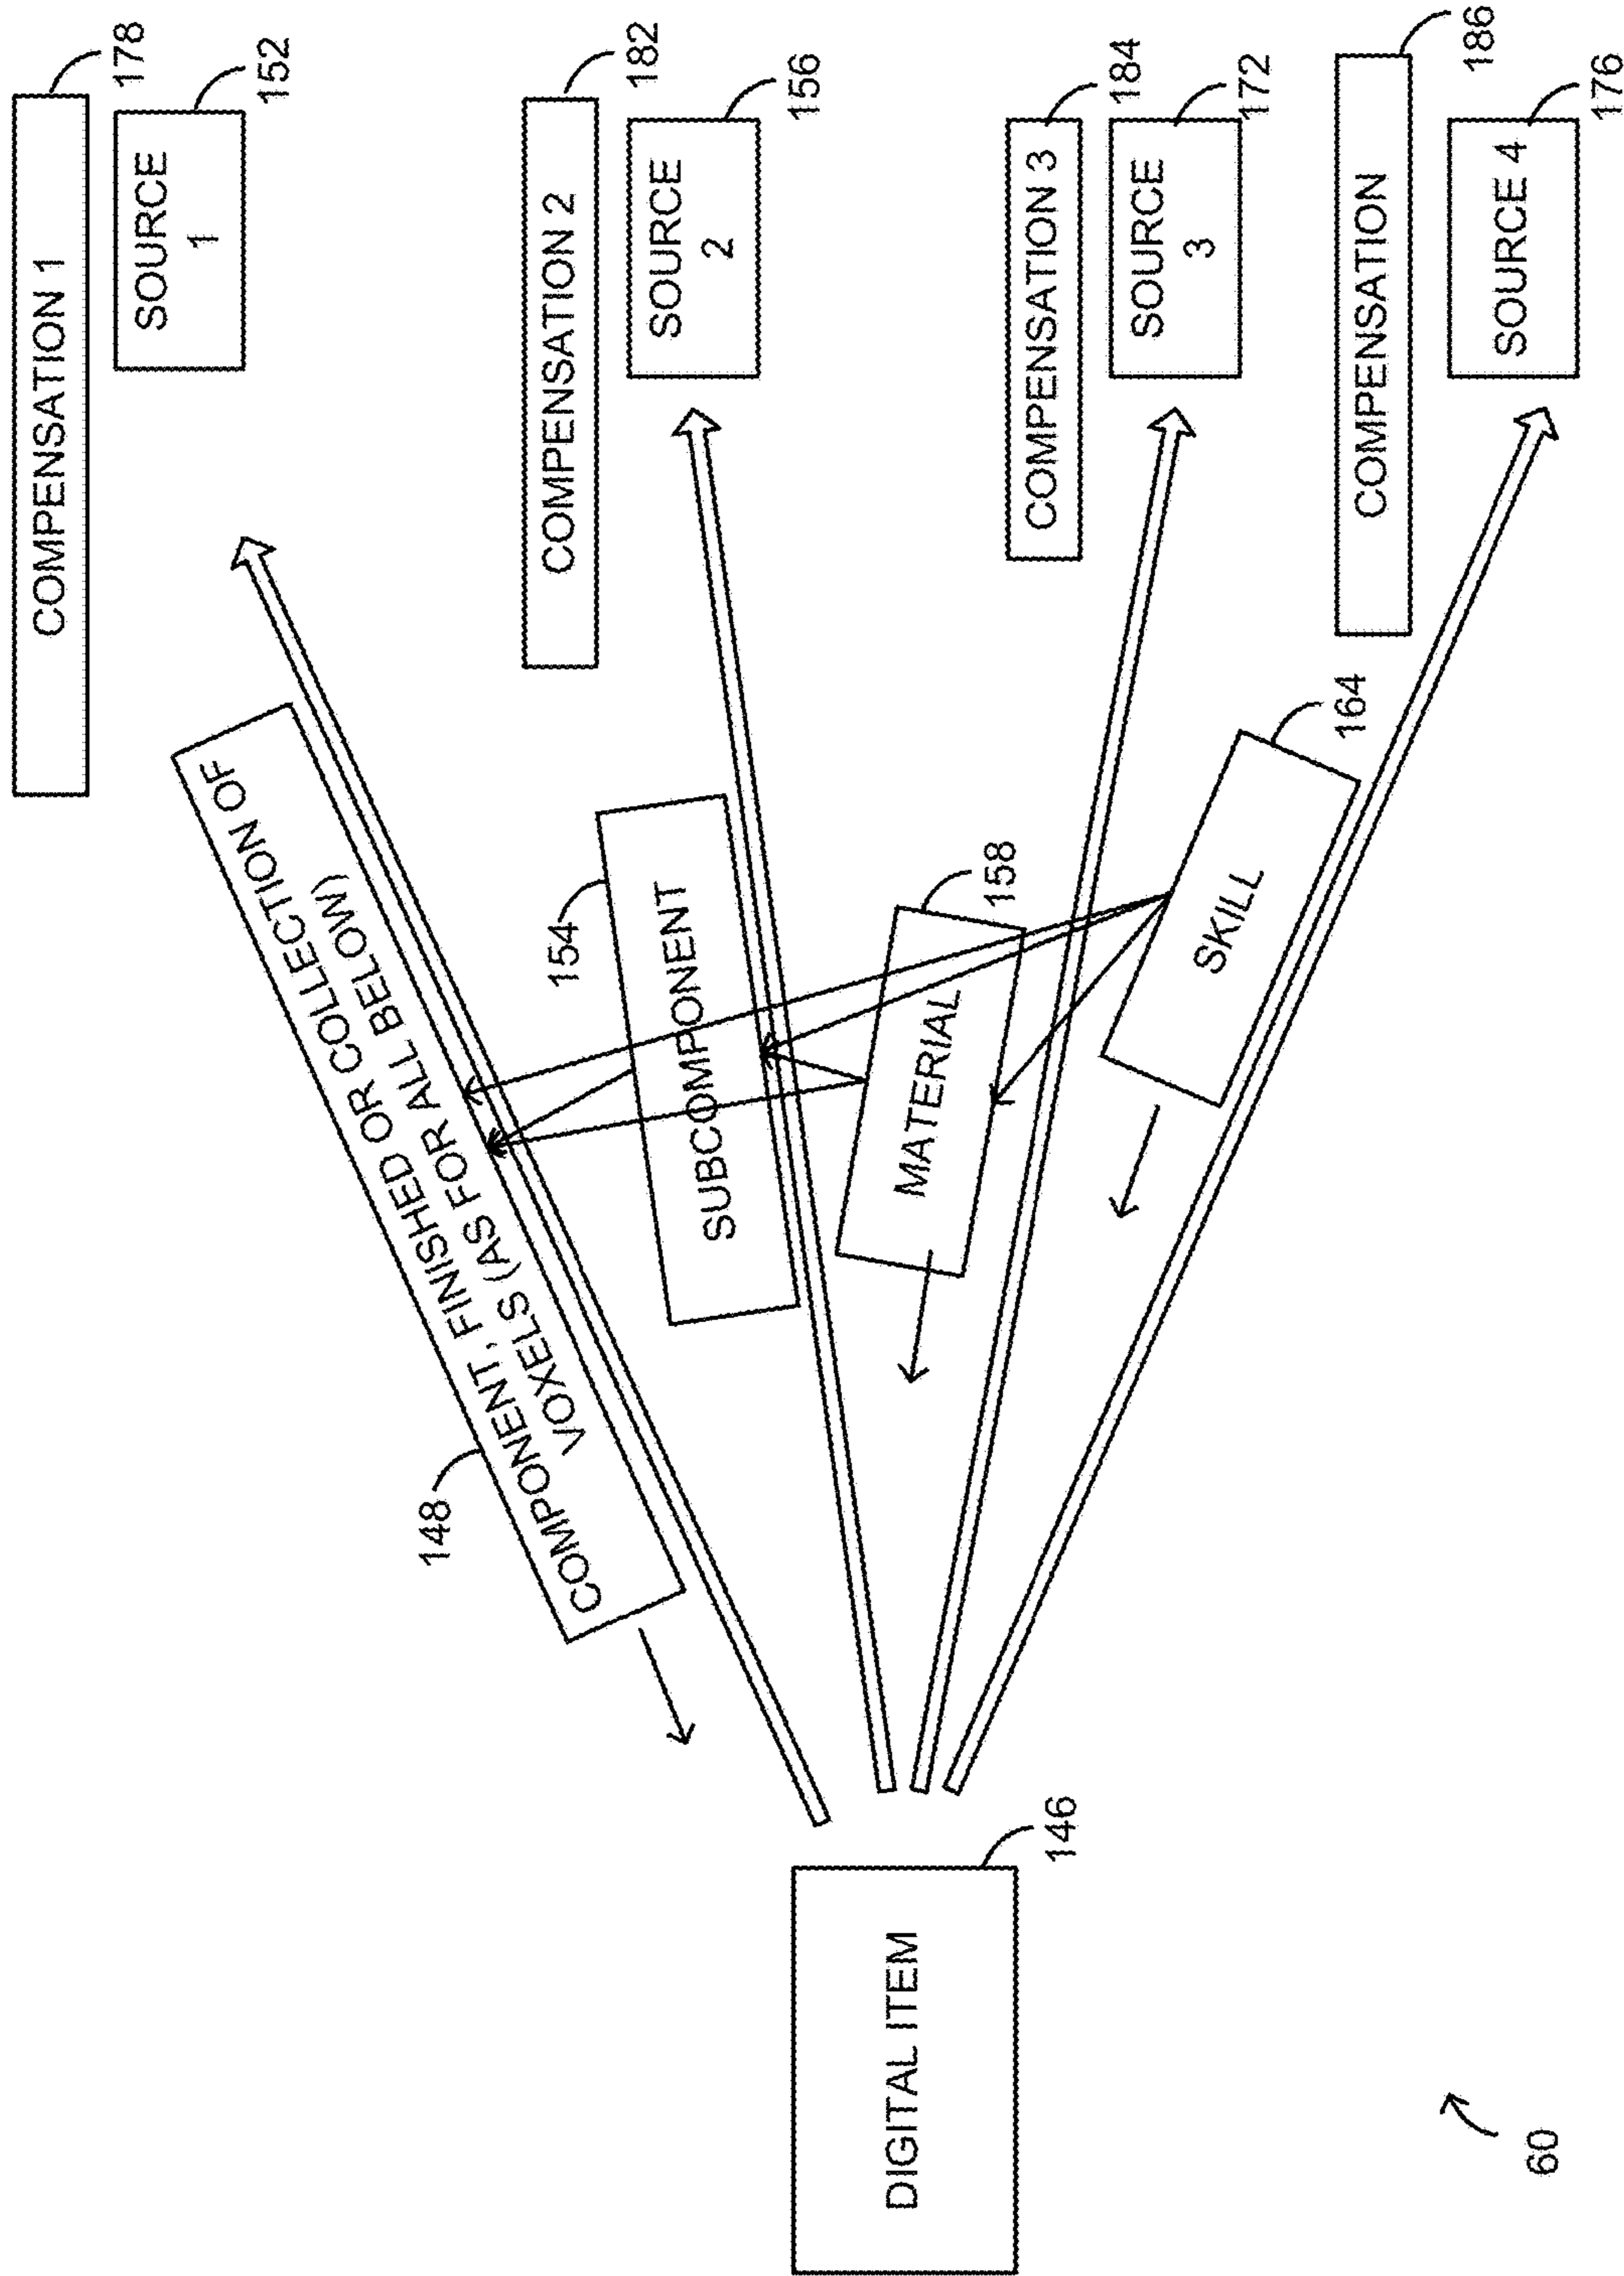 COMPENSATION 1
178
SOURCE
1
152
COMPONENT, FINISHED OR COLLECTION OF
VOXELS (AS FOR ALL BELOW)
148
COMPENSATION 2
182
SOURCE
2
156
154
SUBCOMPONENT
DIGITAL ITEM
146
MATERIAL
158
COMPENSATION 3
184
SOURCE
3
172
SKILL
164
COMPENSATION
186
SOURCE 4
176
60